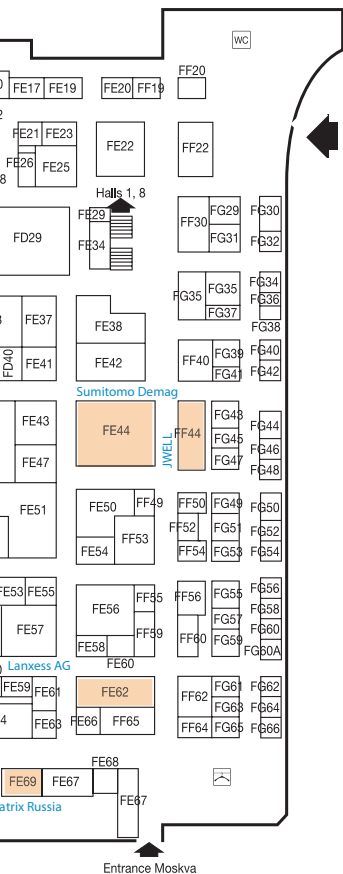 WC
FF20
FE17 FE19 FE20 FF19
FE21 FE23 FE22 FF22
FE26 FE25
Halls 1, 8
FE29 FG29 FG30
FF30
FD29 FE34 FG31 FG32
FG34
FG35 FG35 FG36
FG37
FE37 FE38 FG38
FD40 FE41 FE42 FF40 FG39 FG40
FG41 FG42
Sumitomo Demag
FE43 FE44 JWELL FF44 FG43 FG44
FG45 FG46
FE47 FG47 FG48
FE51 FE50 FF49 FF50 FG49 FG50
FF53 FF52 FG51 FG52
FE54 FF54 FG53 FG54
FE53 FE55 FE56 FF55 FF56 FG55 FG56
FG58
FE57 FG57 FG60
FE58 FF59 FF60 FG59 FG60A
Lanxess AG FE60
FE59 FE61 FE62 FF62 FG61 FG62
FG63 FG64
4 FE63 FE66 FF65 FF64 FG65 FG66
FE68
FE69 FE67 FE67
atrix Russia
Entrance Moskva